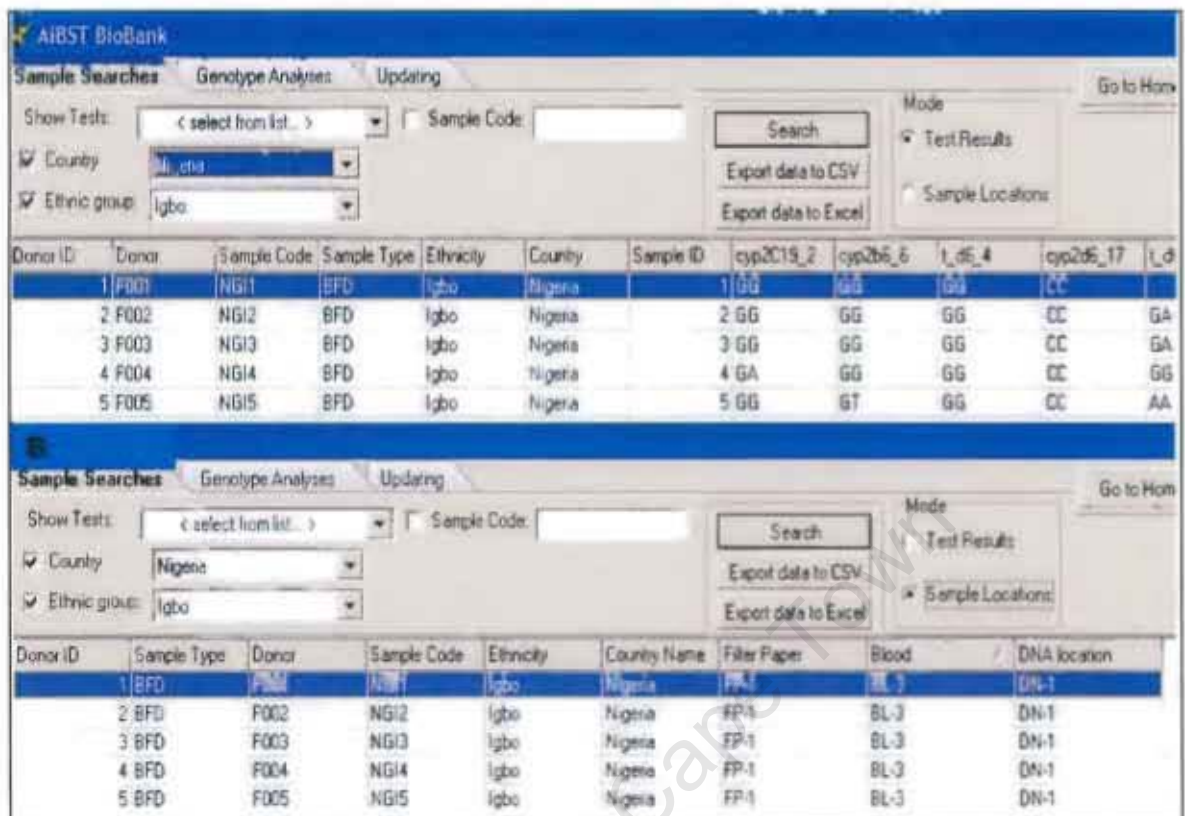 AiBST BioBank
Sample Searches Genotype Analyses Updating
Go to Hom
Show Tests: < select from list... > Sample Code: Search Mode
Test Results
Country Export data to CSV
Sample Locations
Ethnic group: Igbo Export data to Excel
Donor ID Donor Sample Code Sample Type Ethnicity Country Sample ID cyp2C19_2 cyp2b6_6 t_d6_4 cyp2d6_17 t_d
1 F001 NGI1 BFD Igbo Nigeria 1 GG GG GG CC
2 F002 NGI2 BFD Igbo Nigeria 2 GG GG GG CC GA
3 F003 NGI3 BFD Igbo Nigeria 3 GG GG GG CC GA
4 F004 NGI4 BFD Igbo Nigeria 4 GA GG GG CC GG
5 F005 NGI5 BFD Igbo Nigeria 5 GG GT GG CC AA
B.
Sample Searches Genotype Analyses Updating
Go to Hom
Show Tests: < select from list... > Sample Code: Search Mode
Test Results
Country Nigeria Export data to CSV
Sample Locations
Ethnic group: Igbo Export data to Excel
Donor ID Sample Type Donor Sample Code Ethnicity Country Name Filter Paper Blood DNA location
1 BFD Igbo Nigeria FP-1 BL-3 DN-1
2 BFD F002 NGI2 Igbo Nigeria FP-1 BL-3 DN-1
3 BFD F003 NGI3 Igbo Nigeria FP-1 BL-3 DN-1
4 BFD F004 NGI4 Igbo Nigeria FP-1 BL-3 DN-1
5 BFD F005 NGI5 Igbo Nigeria FP-1 BL-3 DN-1
Cape Town